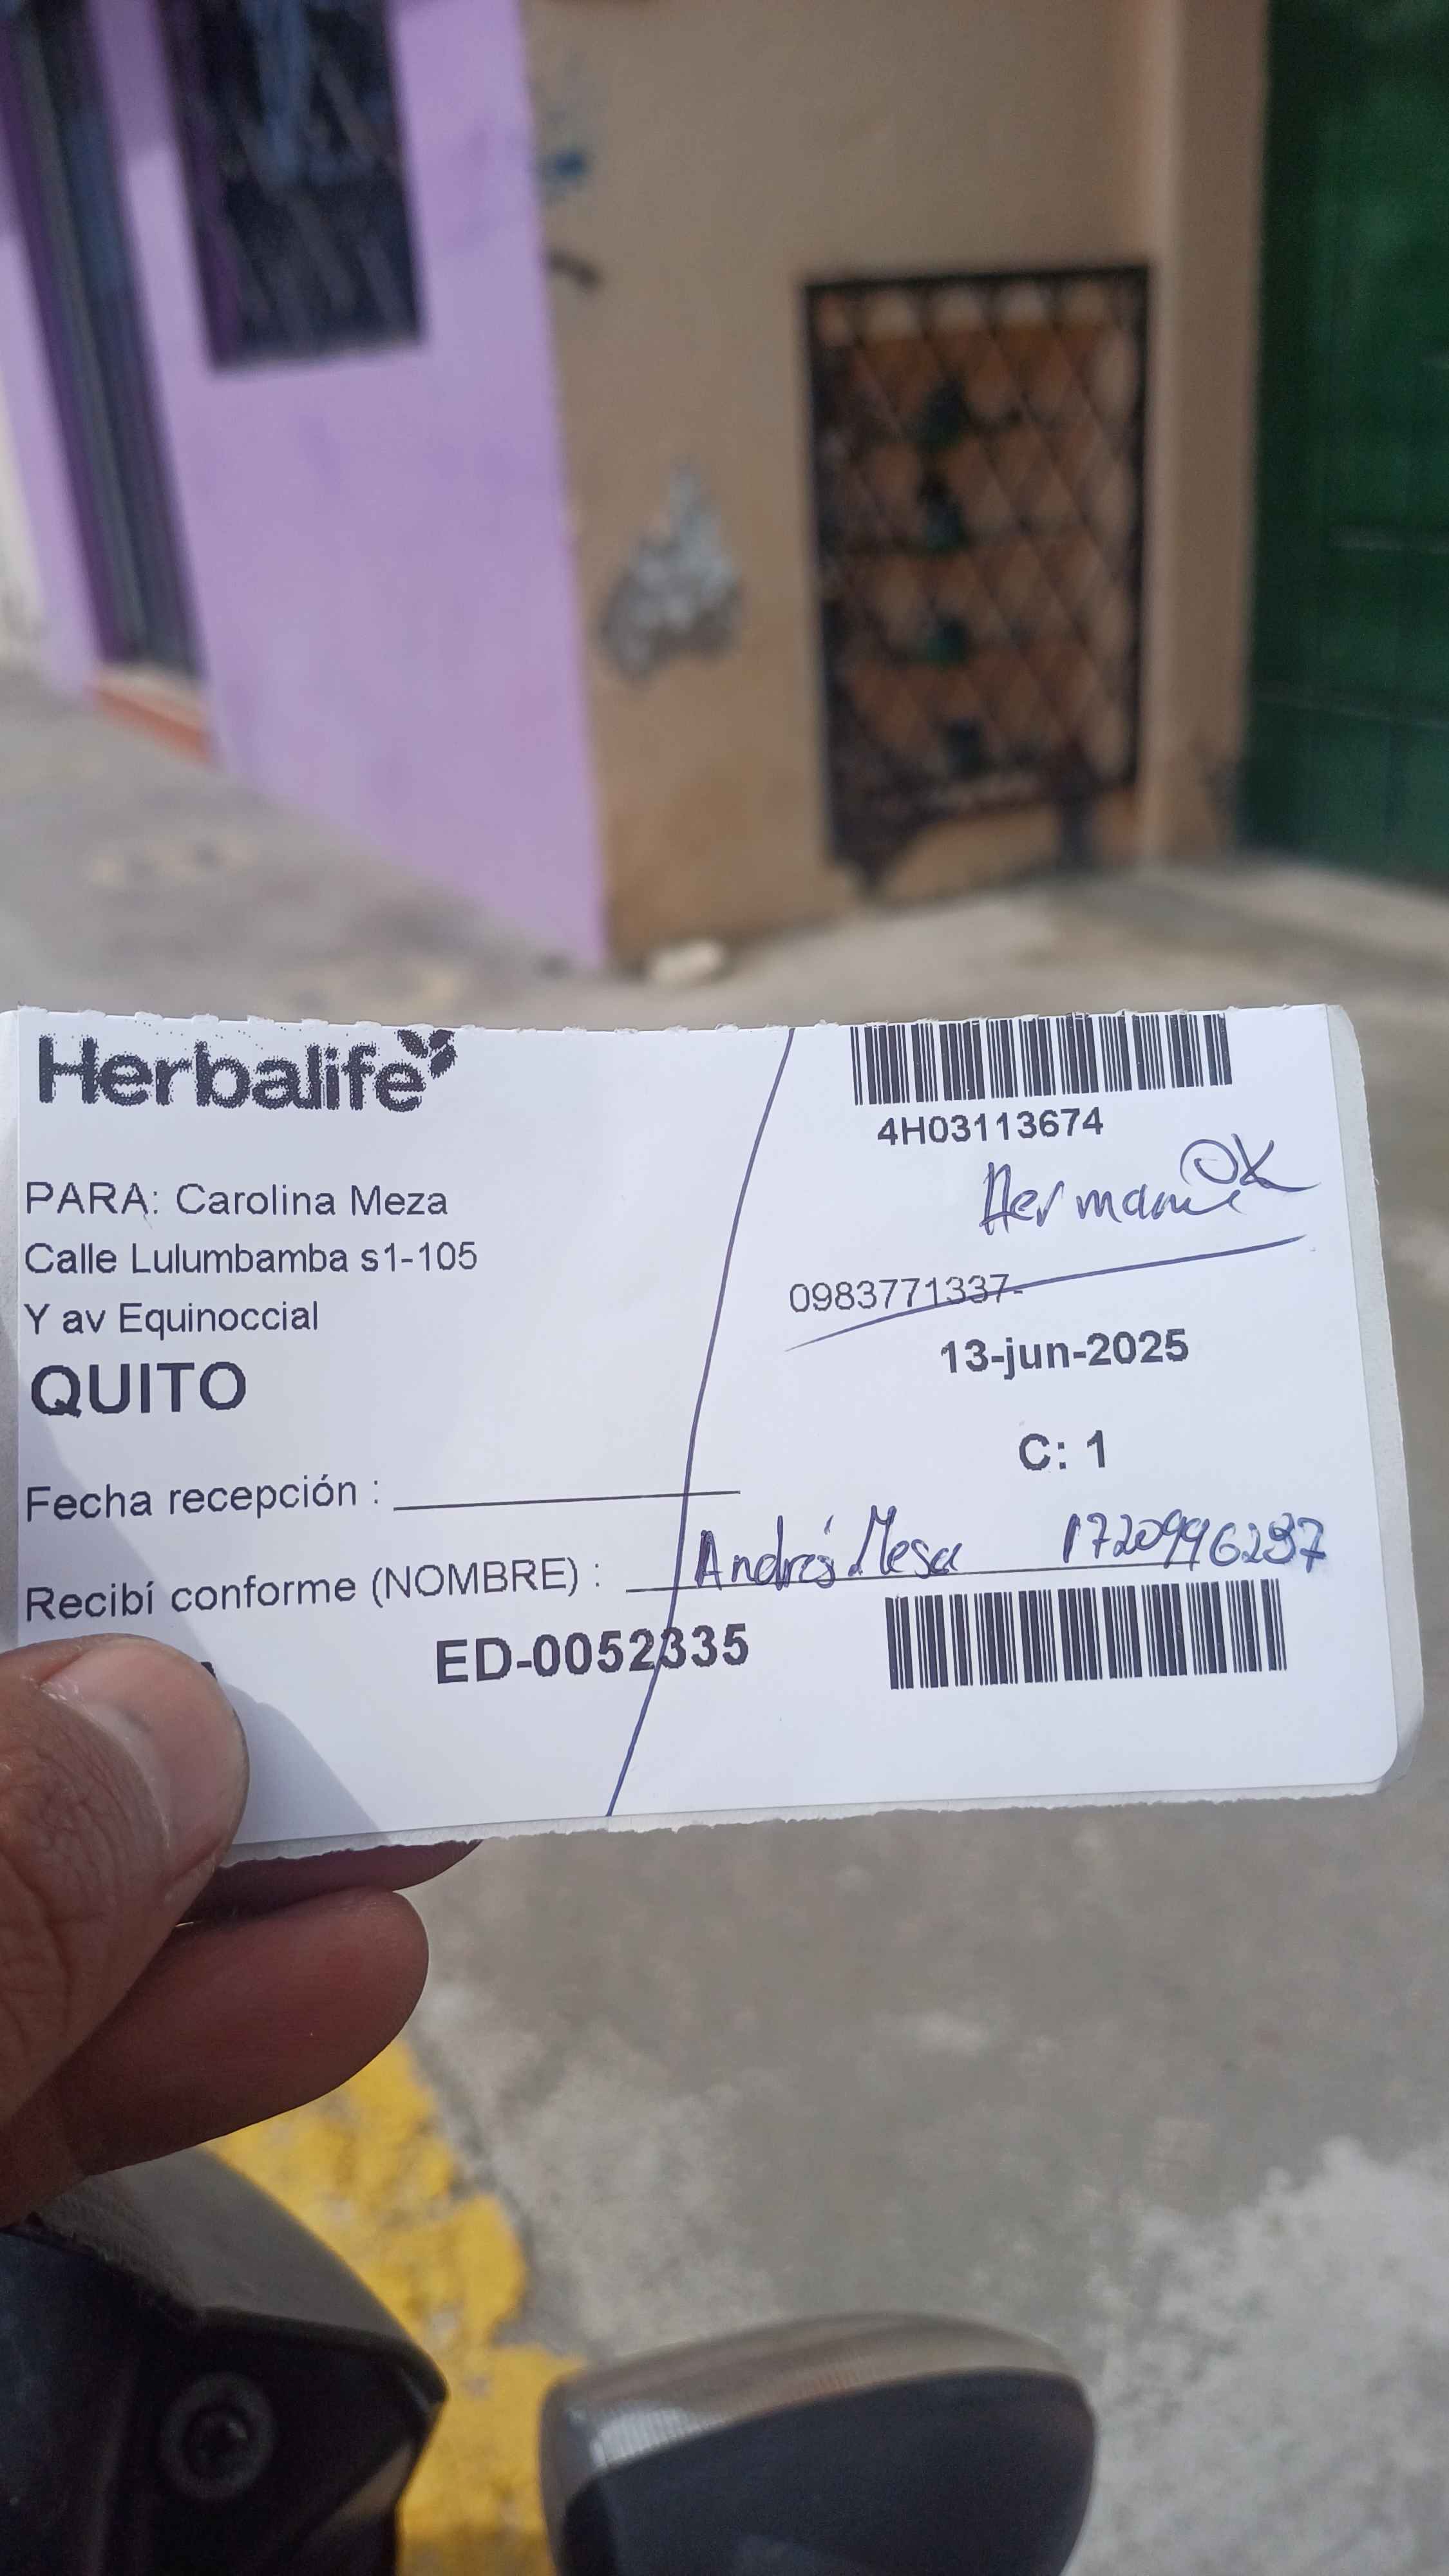 Herbalife
4H03113674
OK
PARA: Carolina Meza
Calle Lulumbamba s1-105
Y av Equinoccial
QUITO
0983771337-
13-jun-2025
C: 1
Fecha recepción :
Recibí conforme (NOMBRE) : Andrés Mesa 1720996237
ED-0052335